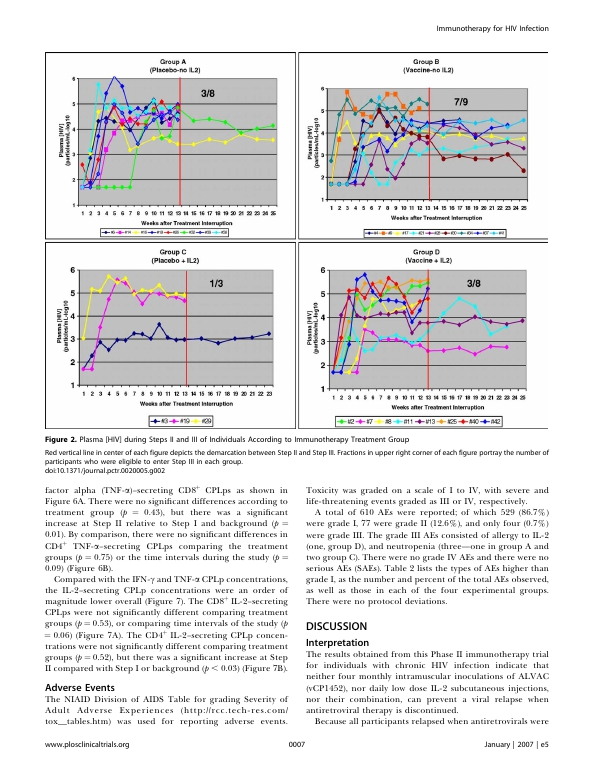 Immunotherapy for HIV Infection
Group A
(Placebo-no IL2)
3/8
Plasma [HIV]
(particles/mL-log10
6
5
4
3
2
1
1 2 3 4 5 6 7 8 9 10 11 12 13 14 15 16 17 18 19 20 21 22 23 24 25
Weeks after Treatment Interruption
Group B
(Vaccine-no IL2)
7/9
Plasma [HIV]
(particles/mL-log10
6
5
4
3
2
1
1 2 3 4 5 6 7 8 9 10 11 12 13 14 15 16 17 18 19 20 21 22 23 24 25
Weeks after Treatment Interruption
Group C
(Placebo + IL2)
1/3
Plasma [HIV]
(particles/mL-log10
6
5
4
3
2
1
1 2 3 4 5 6 7 8 9 10 11 12 13 14 15 16 17 18 19 20 21 22 23
Weeks after Treatment Interruption
#3 #19 #29
Group D
(Vaccine + IL2)
3/8
Plasma [HIV]
(particles/mL-log10
6
5
4
3
2
1
1 2 3 4 5 6 7 8 9 10 11 12 13 14 15 16 17 18 19 20 21 22 23 24 25
Weeks after Treatment Interruption
#2 #7 #8 #11 #13 #25 #40 #42
Figure 2. Plasma [HIV] during Steps II and III of Individuals According to Immunotherapy Treatment Group
Red vertical line in center of each figure depicts the demarcation between Step II and Step III. Fractions in upper right corner of each figure portray the number of
participants who were eligible to enter Step III in each group.
doi:10.1371/journal.pctr.0020005.g002
factor alpha (TNF-α)–secreting CD8⁺ CPLps as shown in
Figure 6A. There were no significant differences according to
treatment group (p = 0.43), but there was a significant
increase at Step II relative to Step I and background (p =
0.01). By comparison, there were no significant differences in
CD4⁺ TNF-α–secreting CPLps comparing the treatment
groups (p = 0.75) or the time intervals during the study (p =
0.09) (Figure 6B).
Compared with the IFN-γ and TNF-α CPLp concentrations,
the IL-2–secreting CPLp concentrations were an order of
magnitude lower overall (Figure 7). The CD8⁺ IL-2–secreting
CPLps were not significantly different comparing treatment
groups (p = 0.53), or comparing time intervals of the study (p
= 0.06) (Figure 7A). The CD4⁺ IL-2–secreting CPLp concen-
trations were not significantly different comparing treatment
groups (p = 0.52), but there was a significant increase at Step
II compared with Step I or background (p < 0.03) (Figure 7B).
Adverse Events
The NIAID Division of AIDS Table for grading Severity of
Adult Adverse Experiences (http://rcc.tech-res.com/
tox__tables.htm) was used for reporting adverse events.
Toxicity was graded on a scale of I to IV, with severe and
life-threatening events graded as III or IV, respectively.
A total of 610 AEs were reported; of which 529 (86.7%)
were grade I, 77 were grade II (12.6%), and only four (0.7%)
were grade III. The grade III AEs consisted of allergy to IL-2
(one, group D), and neutropenia (three—one in group A and
two group C). There were no grade IV AEs and there were no
serious AEs (SAEs). Table 2 lists the types of AEs higher than
grade I, as the number and percent of the total AEs observed,
as well as those in each of the four experimental groups.
There were no protocol deviations.
DISCUSSION
Interpretation
The results obtained from this Phase II immunotherapy trial
for individuals with chronic HIV infection indicate that
neither four monthly intramuscular inoculations of ALVAC
(vCP1452), nor daily low dose IL-2 subcutaneous injections,
nor their combination, can prevent a viral relapse when
antiretroviral therapy is discontinued.
Because all participants relapsed when antiretrovirals were
www.plosclinicaltrials.org
0007
January | 2007 | e5